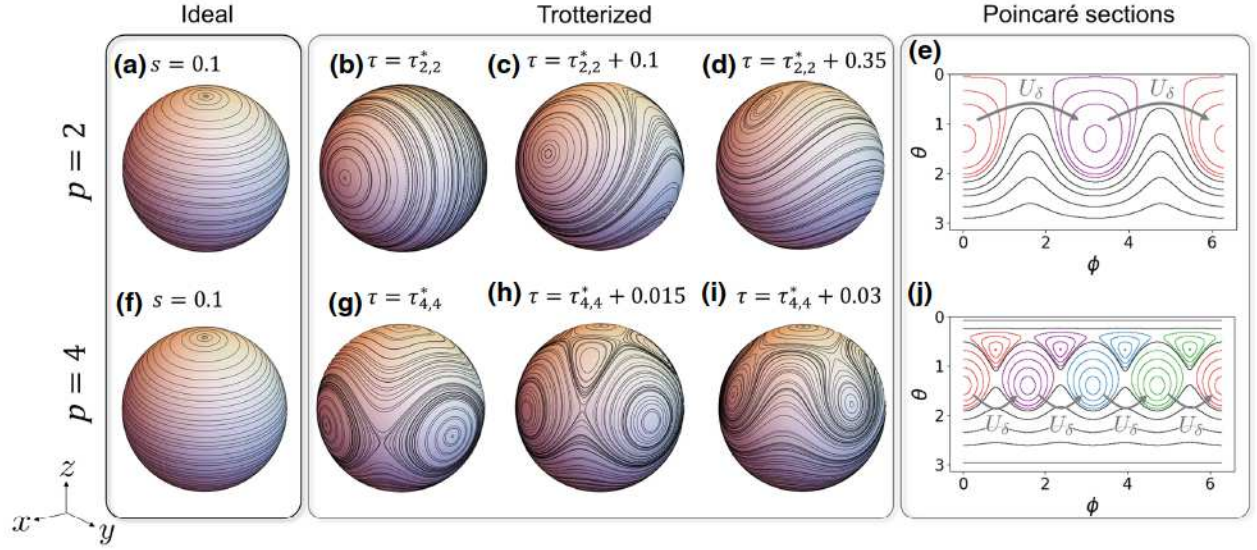 Ideal
Trotterized
Poincaré sections
(a) s = 0.1
(b) τ = τ*2,2
(c) τ = τ*2,2 + 0.1
(d) τ = τ*2,2 + 0.35
(e)
p = 2
Uδ Uδ
0
1
2
3
θ
0 2 4 6
ϕ
(f) s = 0.1
(g) τ = τ*4,4
(h) τ = τ*4,4 + 0.015
(i) τ = τ*4,4 + 0.03
(j)
p = 4
0
1
2
3
θ
Uδ Uδ Uδ Uδ
0 2 4 6
ϕ
z
x
y